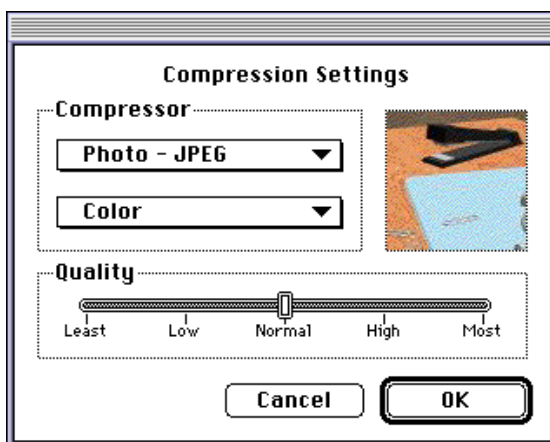 Compression Settings
Compressor
Photo - JPEG
Color
Quality
Least Low Normal High Most
Cancel OK